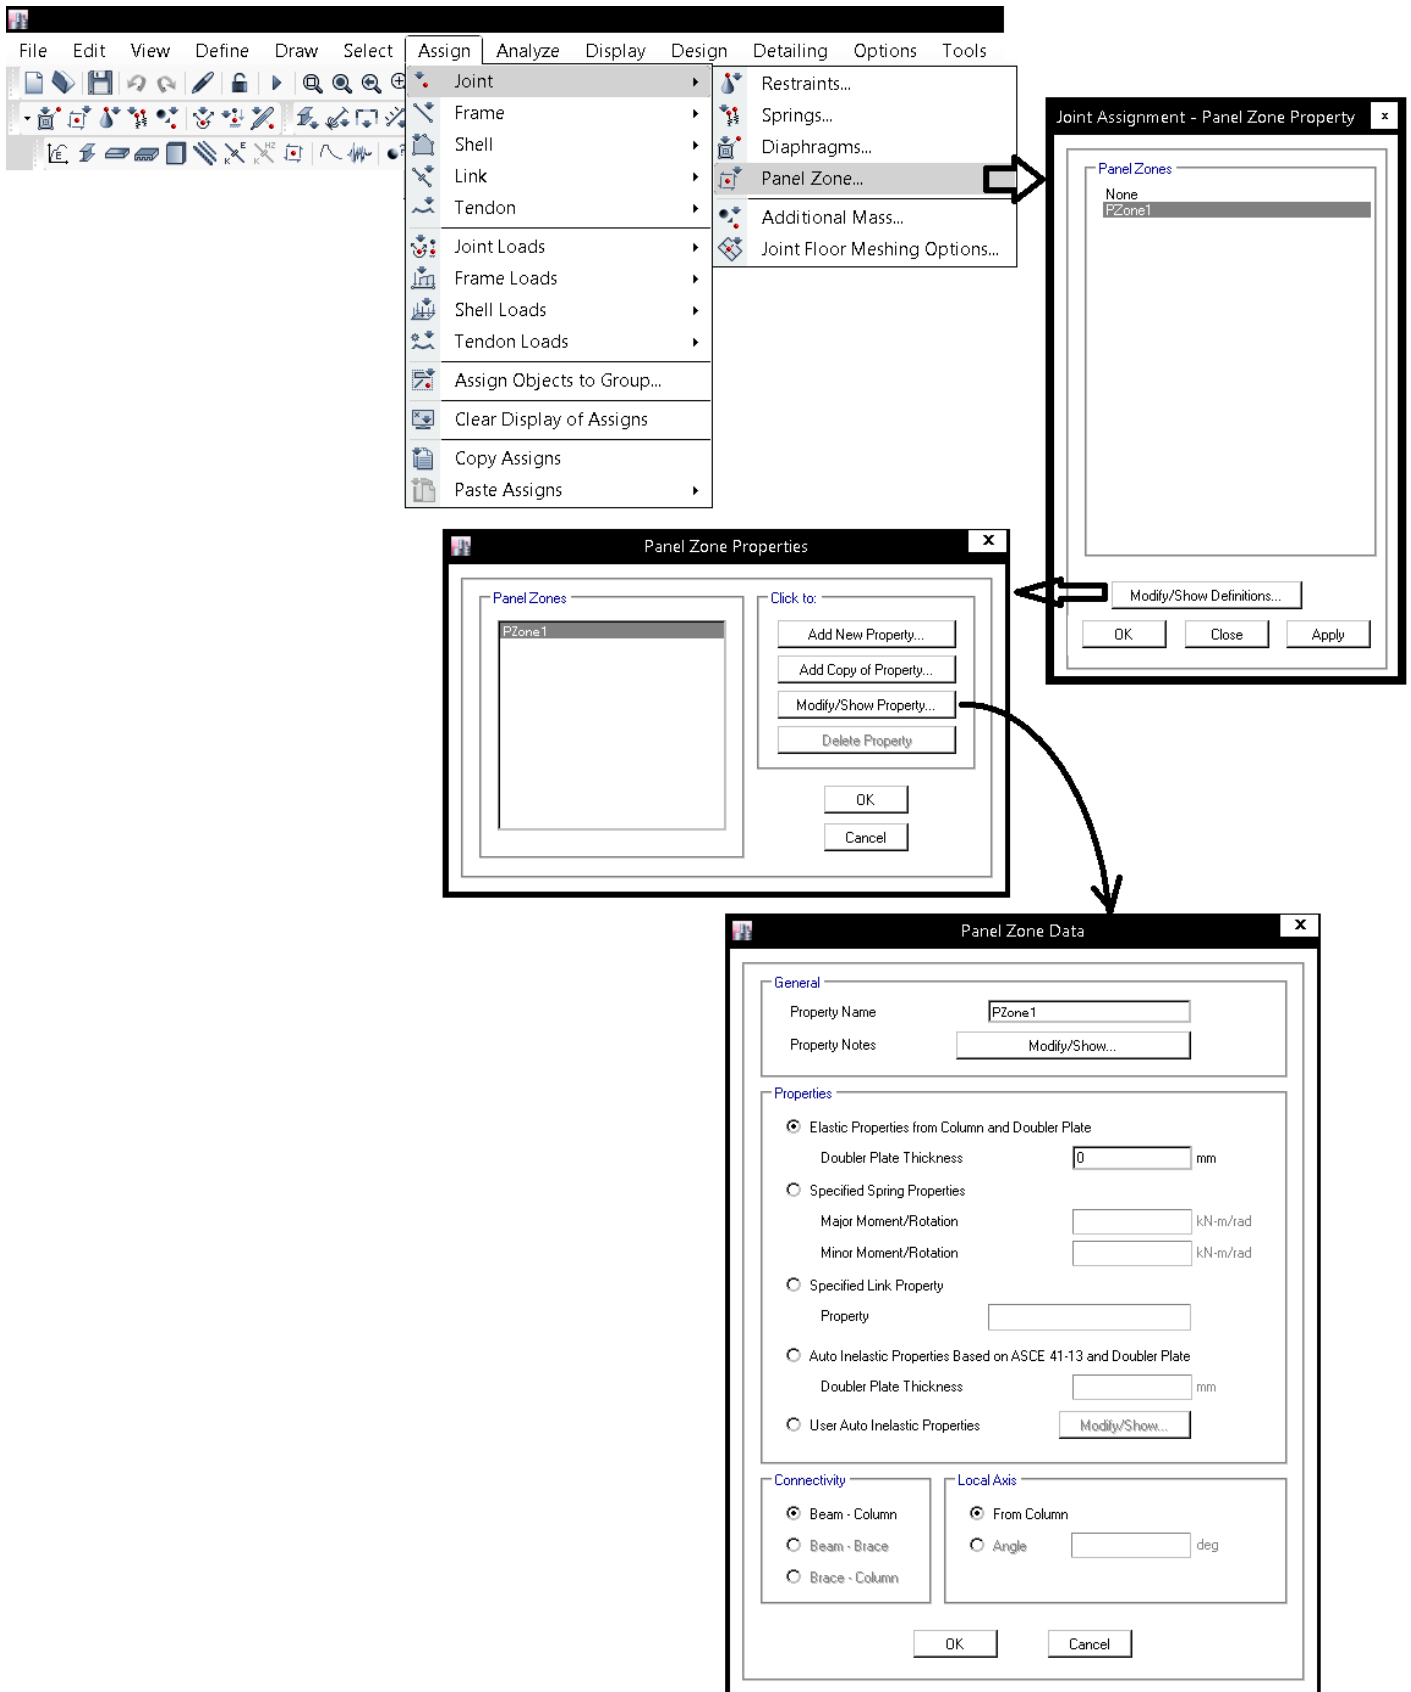 File Edit View Define Draw Select Assign Analyze Display Design Detailing Options Tools
Joint
Frame
Shell
Link
Tendon
Joint Loads
Frame Loads
Shell Loads
Tendon Loads
Assign Objects to Group...
Clear Display of Assigns
Copy Assigns
Paste Assigns
Restraints...
Springs...
Diaphragms...
Panel Zone...
Additional Mass...
Joint Floor Meshing Options...
Joint Assignment - Panel Zone Property x
Panel Zones
None
PZone1
Modify/Show Definitions...
OK Close Apply
Panel Zone Properties x
Panel Zones
PZone1
Click to:
Add New Property...
Add Copy of Property...
Modify/Show Property...
Delete Property
OK
Cancel
Panel Zone Data x
General
Property Name PZone1
Property Notes Modify/Show...
Properties
Elastic Properties from Column and Doubler Plate
Doubler Plate Thickness 0 mm
Specified Spring Properties
Major Moment/Rotation kN-m/rad
Minor Moment/Rotation kN-m/rad
Specified Link Property
Property
Auto Inelastic Properties Based on ASCE 41-13 and Doubler Plate
Doubler Plate Thickness mm
User Auto Inelastic Properties Modify/Show...
Connectivity
Beam - Column
Beam - Brace
Brace - Column
Local Axis
From Column
Angle deg
OK Cancel